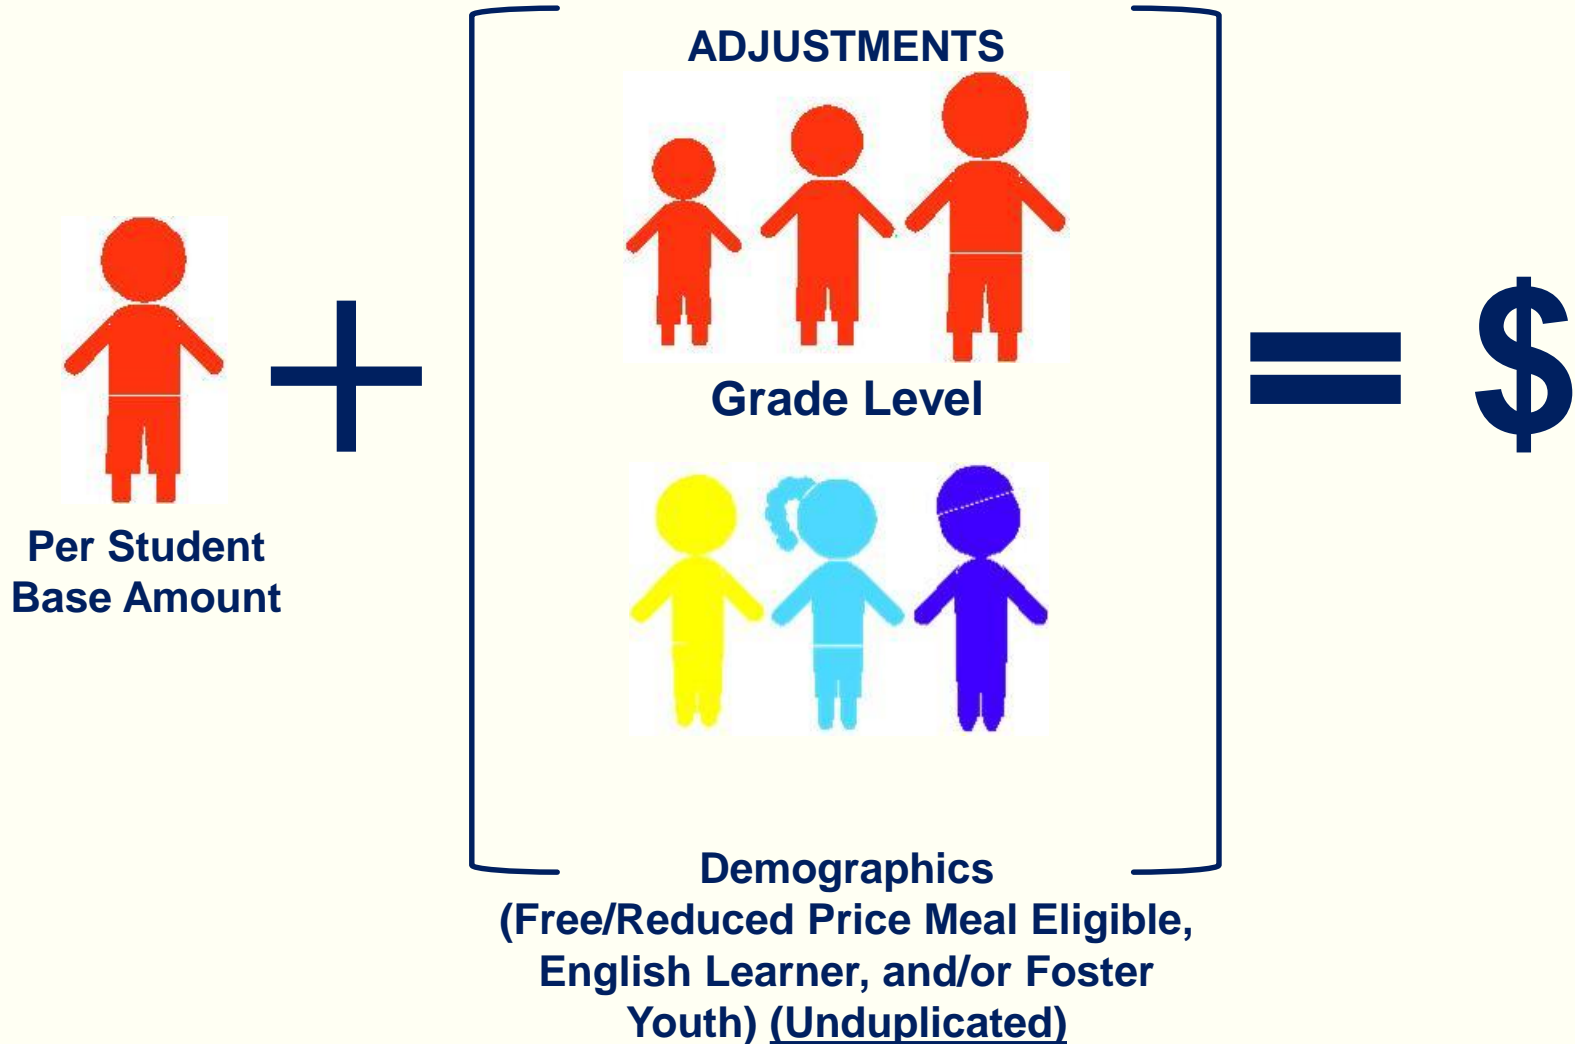 ADJUSTMENTS
Grade Level
Per Student
Base Amount
+
= $
Demographics
(Free/Reduced Price Meal Eligible,
English Learner, and/or Foster
Youth) (Unduplicated)